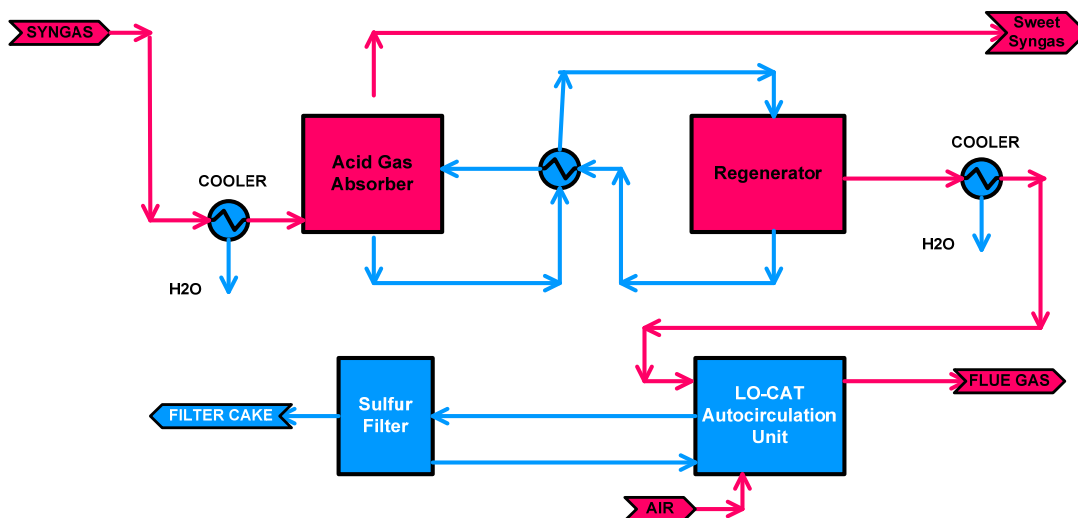 SYNGAS
Sweet
Syngas
Acid Gas
Absorber
Regenerator
COOLER
COOLER
H2O
H2O
LO-CAT
Autocirculation
Unit
FLUE GAS
Sulfur
Filter
FILTER CAKE
AIR